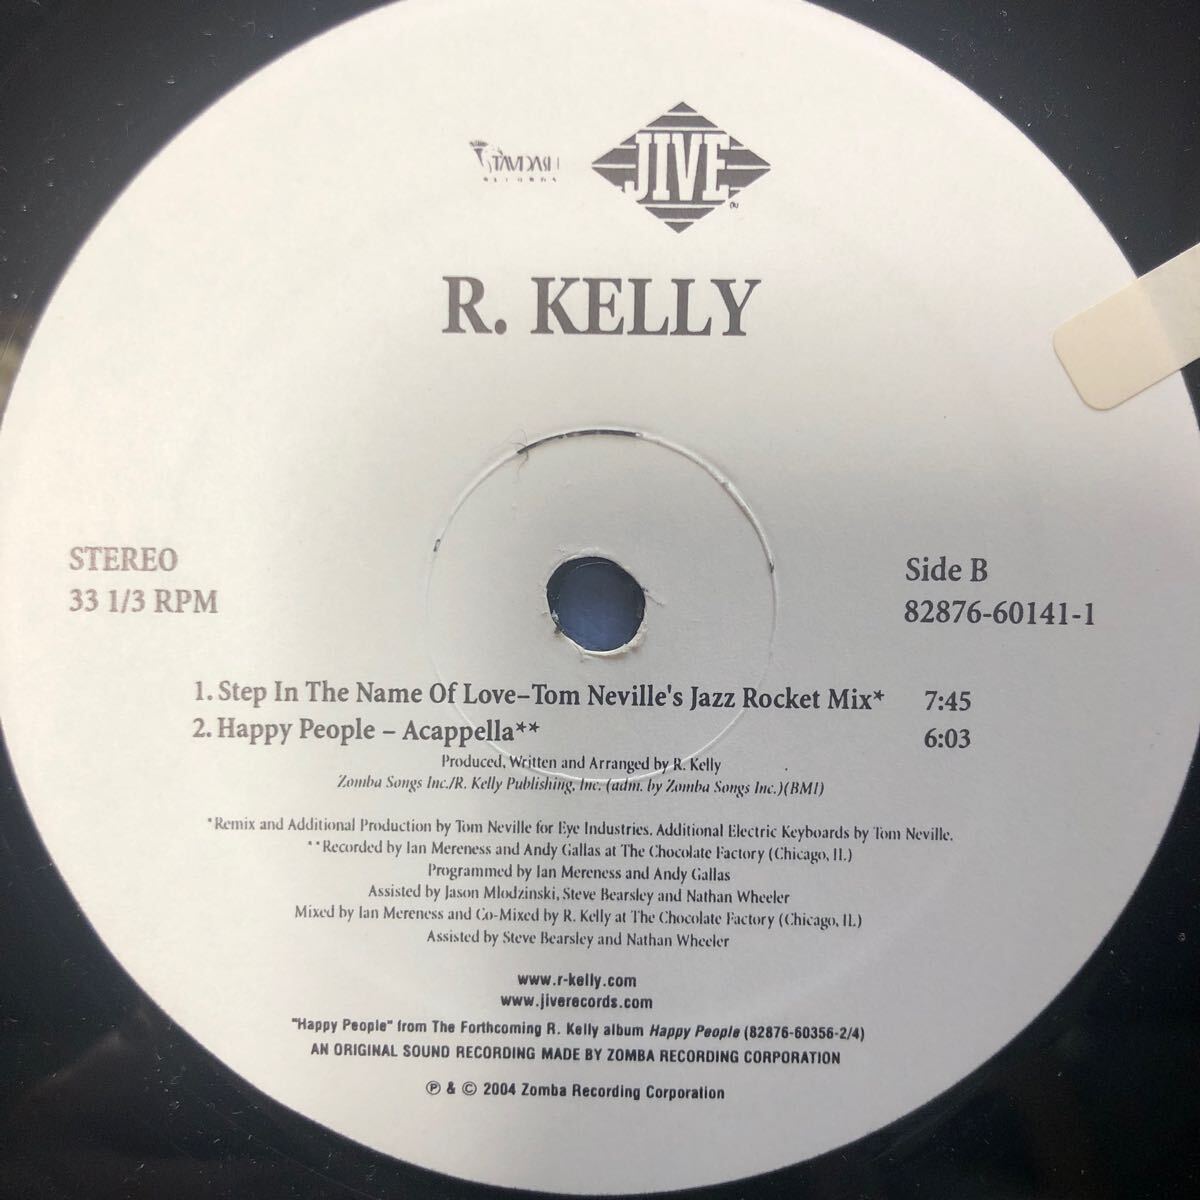 JIVE
R. KELLY
STEREO
33 1/3 RPM
Side B
82876-60141-1
1. Step In The Name Of Love–Tom Neville's Jazz Rocket Mix* 7:45
2. Happy People – Acappella** 6:03
Produced, Written and Arranged by R. Kelly
Zomba Songs Inc./R. Kelly Publishing, Inc. (adm. by Zomba Songs Inc.)(BMI)
*Remix and Additional Production by Tom Neville for Eye Industries. Additional Electric Keyboards by Tom Neville.
**Recorded by Ian Mereness and Andy Gallas at The Chocolate Factory (Chicago, IL)
Programmed by Ian Mereness and Andy Gallas
Assisted by Jason Mlodzinski, Steve Bearsley and Nathan Wheeler
Mixed by Ian Mereness and Co-Mixed by R. Kelly at The Chocolate Factory (Chicago, IL)
Assisted by Steve Bearsley and Nathan Wheeler
www.r-kelly.com
www.jiverecords.com
"Happy People" from The Forthcoming R. Kelly album Happy People (82876-60356-2/4)
AN ORIGINAL SOUND RECORDING MADE BY ZOMBA RECORDING CORPORATION
℗ & © 2004 Zomba Recording Corporation